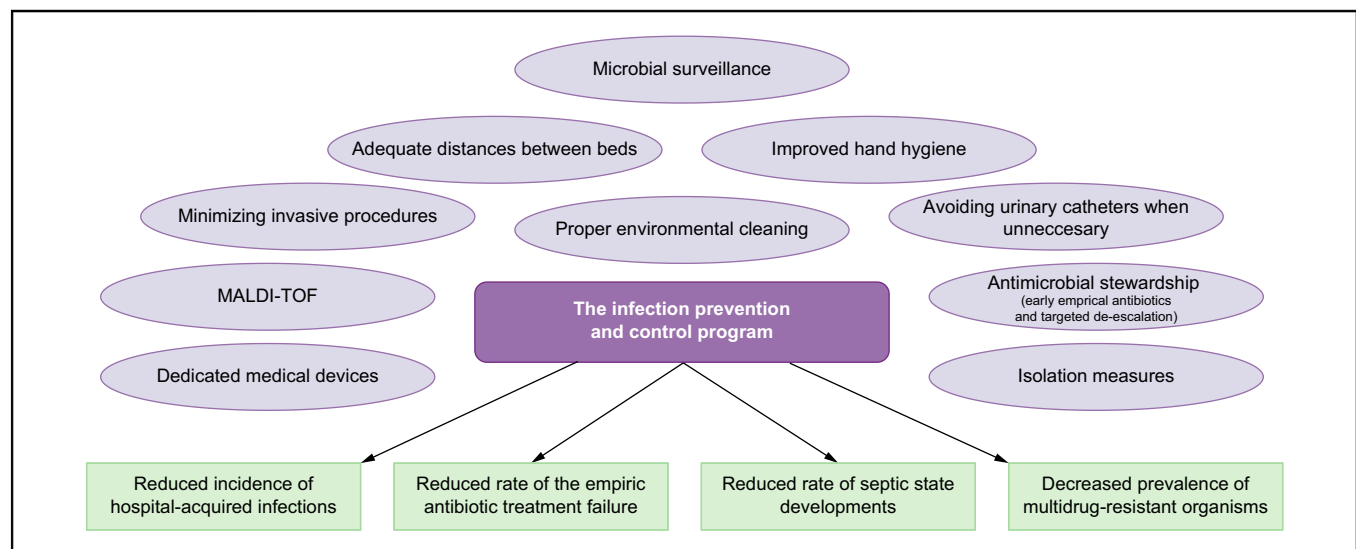 Microbial surveillance
Adequate distances between beds
Improved hand hygiene
Minimizing invasive procedures
Proper environmental cleaning
Avoiding urinary catheters when
unneccesary
MALDI-TOF
The infection prevention
and control program
Antimicrobial stewardship
(early emprical antibiotics
and targeted de-escalation)
Dedicated medical devices
Isolation measures
Reduced incidence of
hospital-acquired infections
Reduced rate of the empiric
antibiotic treatment failure
Reduced rate of septic state
developments
Decreased prevalence of
multidrug-resistant organisms